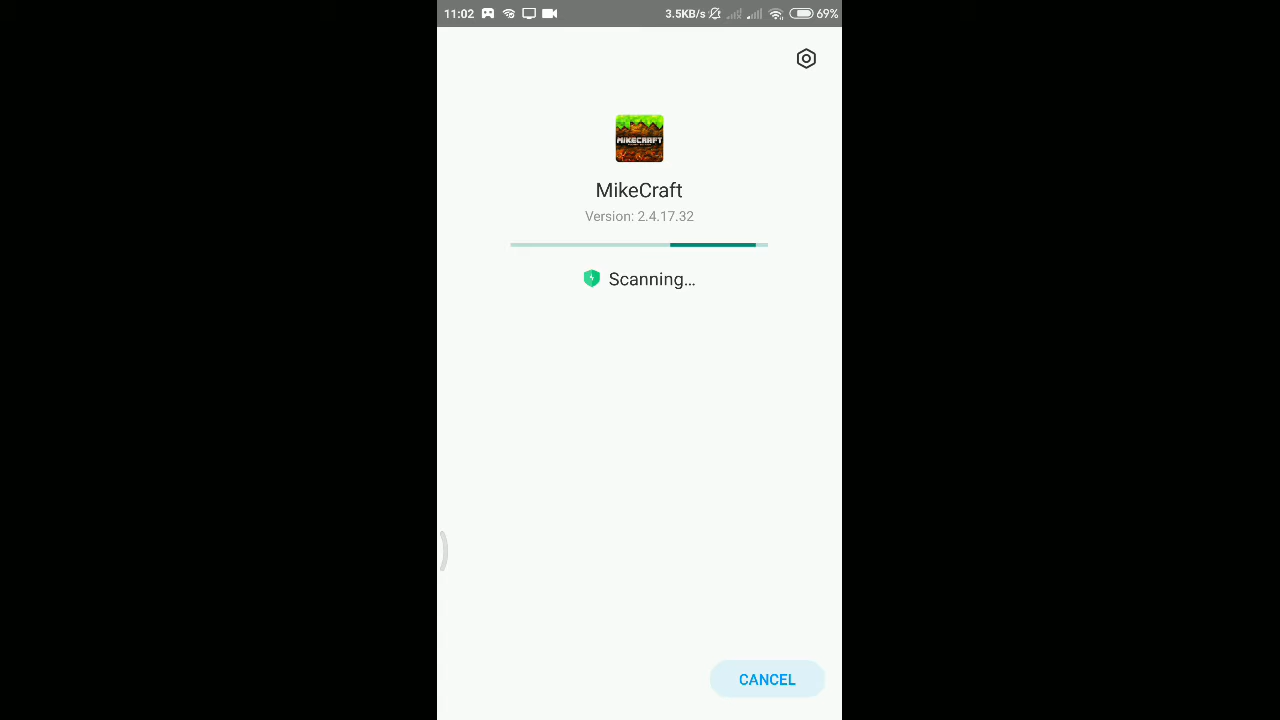 11:02 3.5KB/s 69%
MIKECRAFT
MikeCraft
Version: 2.4.17.32
Scanning...
CANCEL